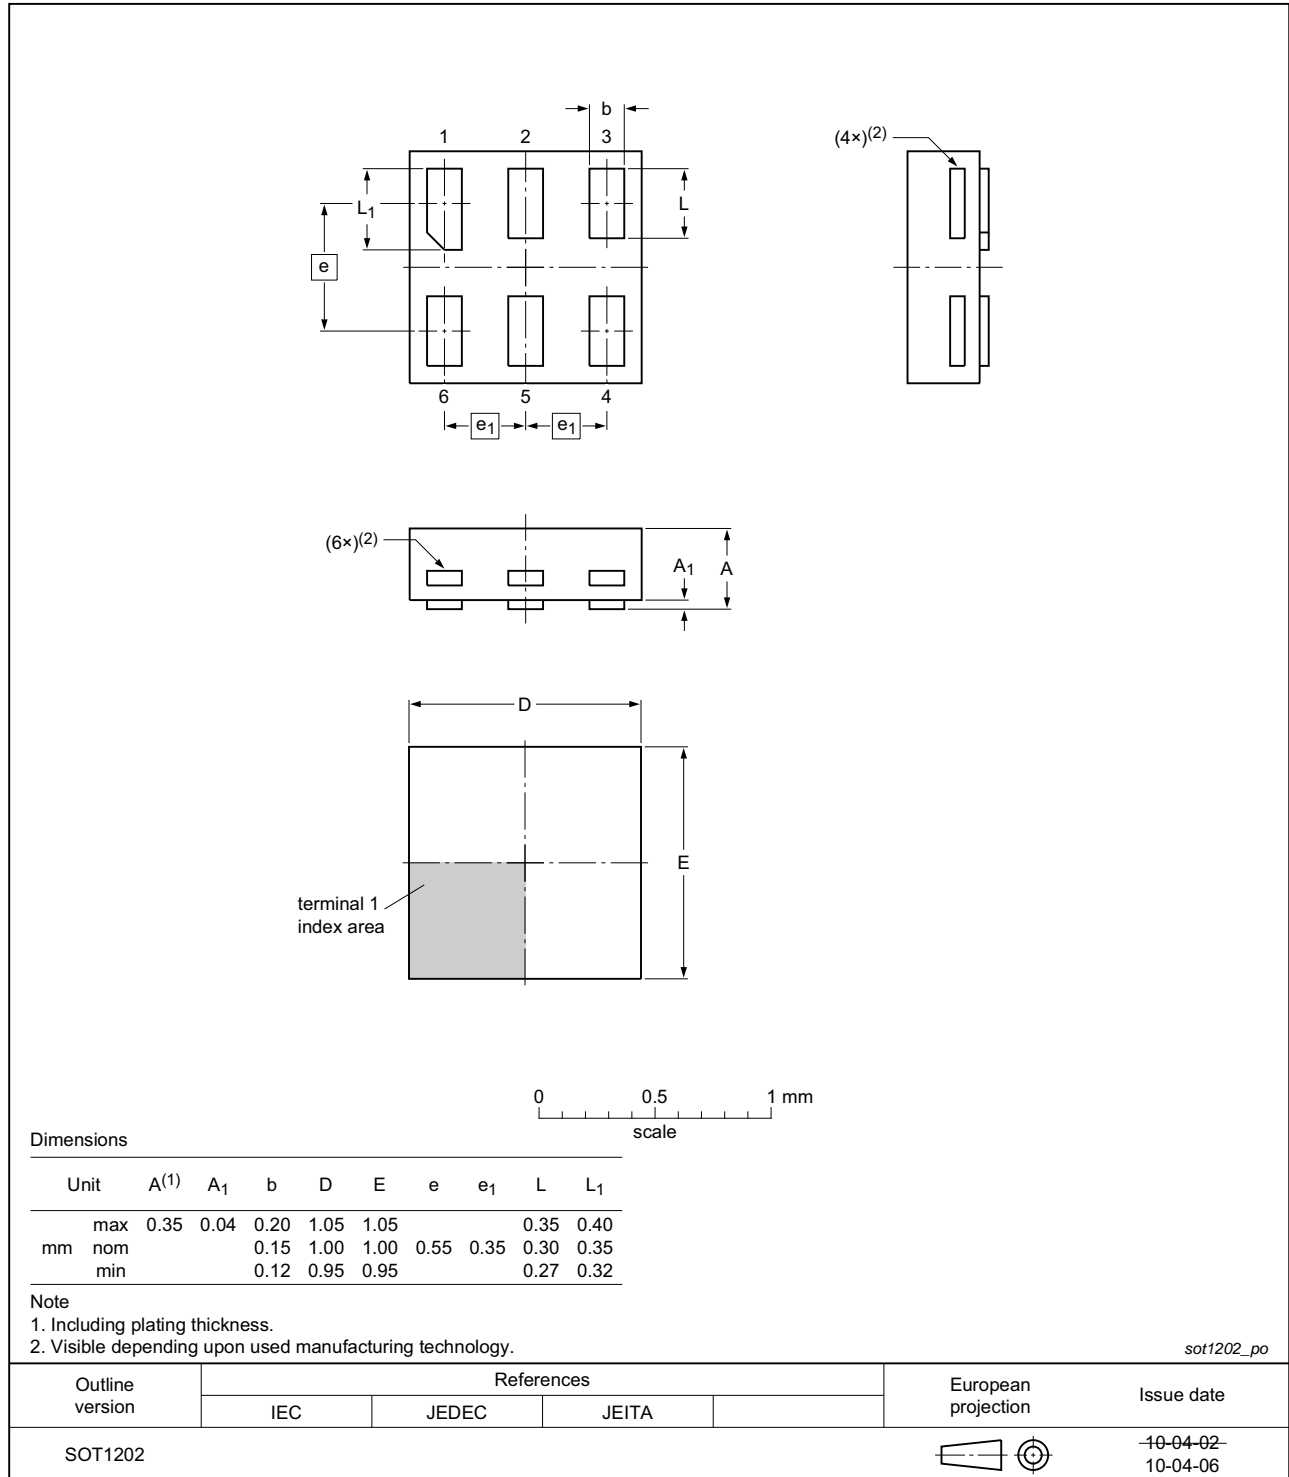 b
1 2 3
(4×)(2)
L1
L
e
6 5 4
e1 e1
(6×)(2)
A1 A
D
E
terminal 1
index area
0 0.5 1 mm
scale
Dimensions
Unit A(1) A1 b D E e e1 L L1
max 0.35 0.04 0.20 1.05 1.05 0.35 0.40
mm nom 0.15 1.00 1.00 0.55 0.35 0.30 0.35
min 0.12 0.95 0.95 0.27 0.32
Note
1. Including plating thickness.
2. Visible depending upon used manufacturing technology.
sot1202_po
Outline
version
References
IEC JEDEC JEITA
European
projection
Issue date
SOT1202
10-04-02
10-04-06